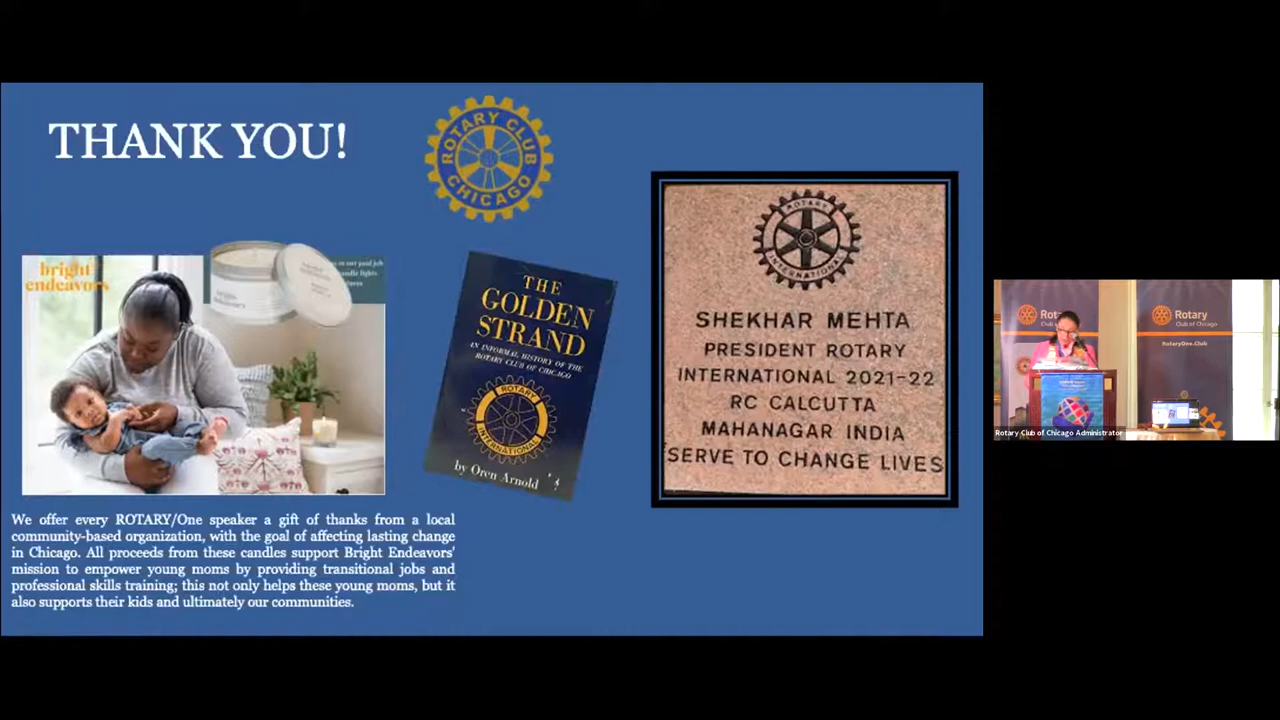 THANK YOU!
ROTARY CLUB
CHICAGO
bright
endeavors
THE
GOLDEN
STRAND
AN INFORMAL HISTORY OF THE
ROTARY CLUB OF CHICAGO
ROTARY
INTERNATIONAL
by Oren Arnold
ROTARY
INTERNATIONAL
SHEKHAR MEHTA
PRESIDENT ROTARY
INTERNATIONAL 2021-22
RC CALCUTTA
MAHANAGAR INDIA
SERVE TO CHANGE LIVES
We offer every ROTARY/One speaker a gift of thanks from a local
community-based organization, with the goal of affecting lasting change
in Chicago. All proceeds from these candles support Bright Endeavors'
mission to empower young moms by providing transitional jobs and
professional skills training; this not only helps these young moms, but it
also supports their kids and ultimately our communities.
Rotary
Club of Chicago
RotaryOne.Club
Rotary Club of Chicago Administrator